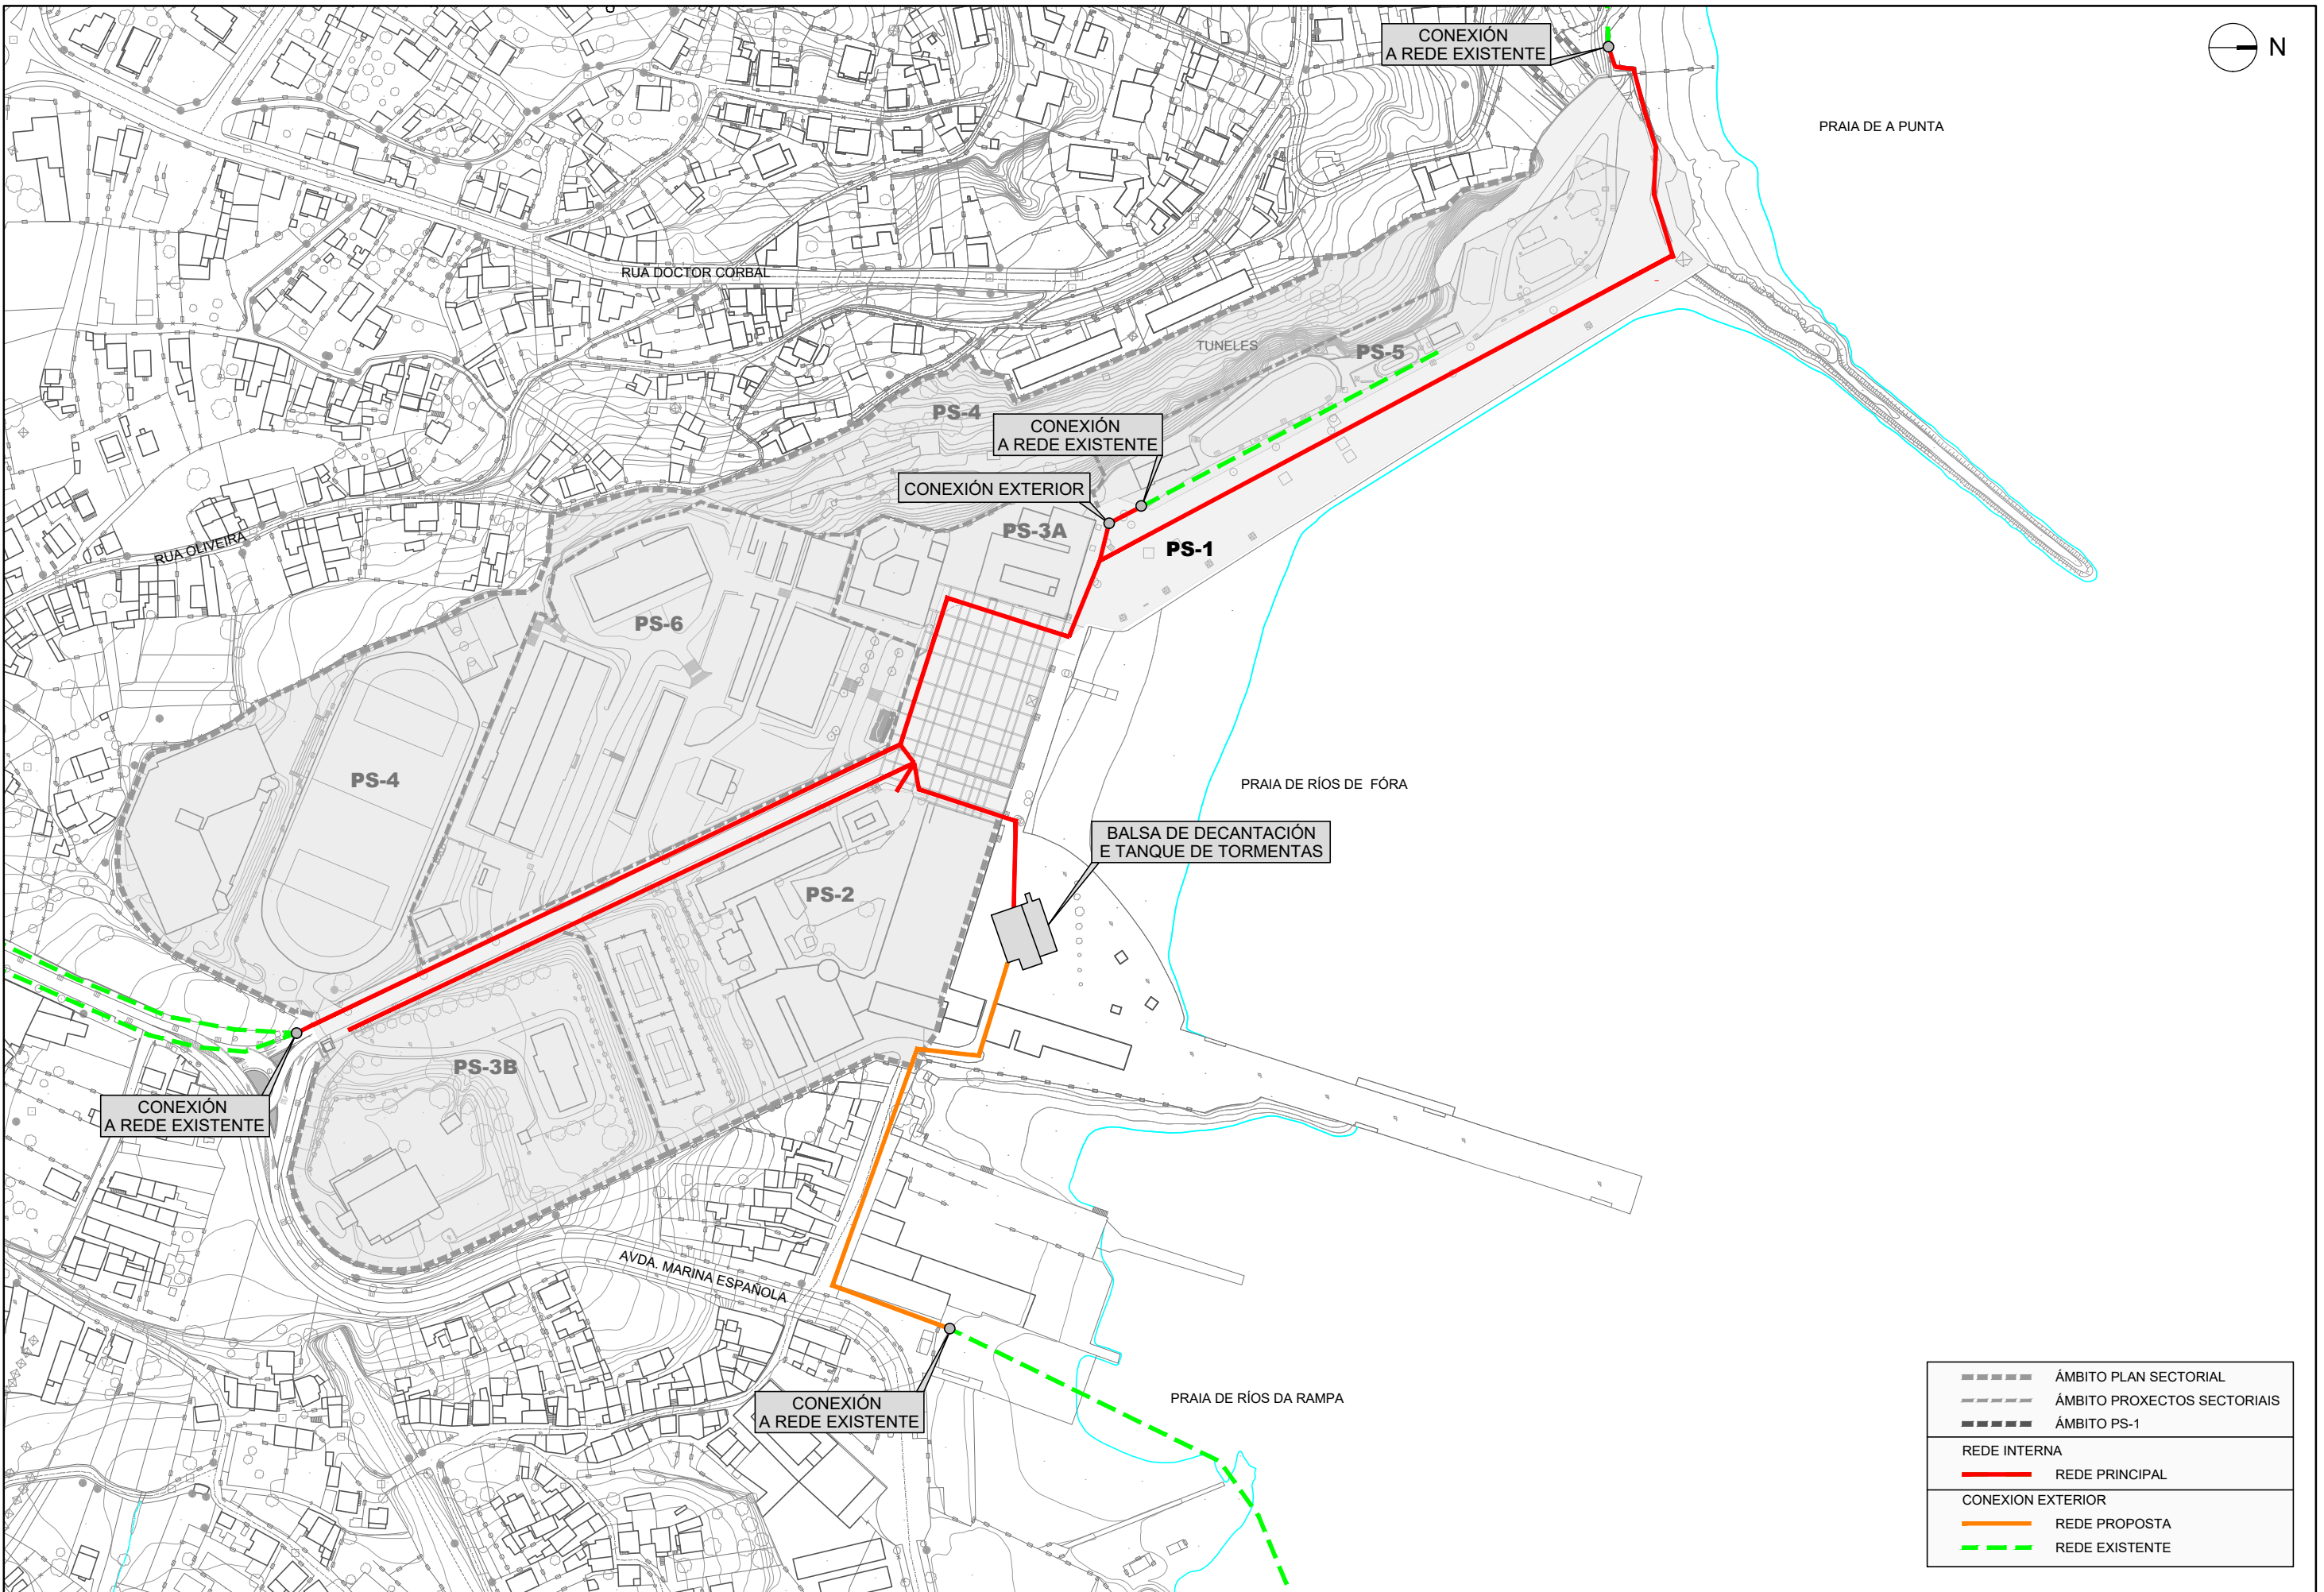 CONEXIÓN
A REDE EXISTENTE
N
PRAIA DE A PUNTA
RUA DOCTOR CORBAL
TUNELES
PS-5
PS-4
CONEXIÓN
A REDE EXISTENTE
CONEXIÓN EXTERIOR
PS-3A
PS-1
RUA OLIVEIRA
PS-6
PS-4
PRAIA DE RÍOS DE FÓRA
BALSA DE DECANTACIÓN
E TANQUE DE TORMENTAS
PS-2
PS-3B
CONEXIÓN
A REDE EXISTENTE
AVDA. MARINA ESPAÑOLA
CONEXIÓN
A REDE EXISTENTE
PRAIA DE RÍOS DA RAMPA
ÁMBITO PLAN SECTORIAL
ÁMBITO PROXECTOS SECTORIAIS
ÁMBITO PS-1
REDE INTERNA
REDE PRINCIPAL
CONEXION EXTERIOR
REDE PROPOSTA
REDE EXISTENTE